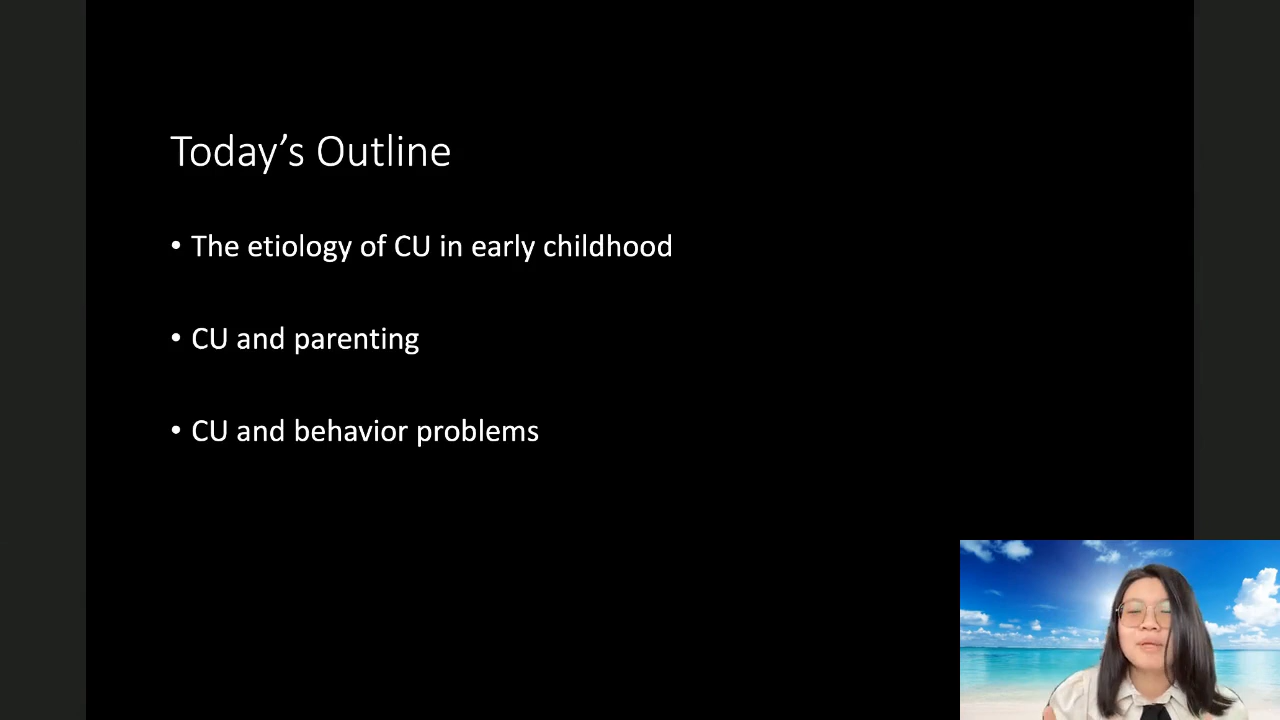 Today’s Outline
• The etiology of CU in early childhood
• CU and parenting
• CU and behavior problems